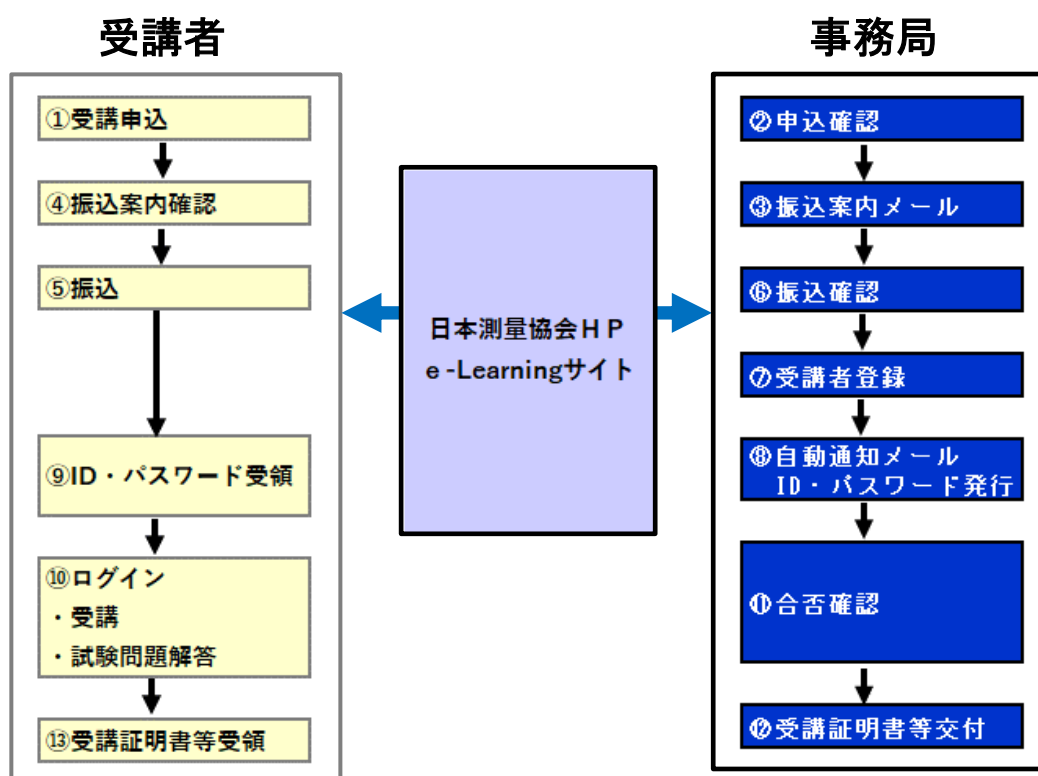 受講者
①受講申込
④振込案内確認
⑤振込
⑨ID・パスワード受領
⑩ログイン
・受講
・試験問題解答
⑬受講証明書等受領
日本測量協会ＨＰ
ｅ-Learningサイト
事務局
②申込確認
③振込案内メール
⑥振込確認
⑦受講者登録
⑧自動通知メール
ID・パスワード発行
⑪合否確認
⑫受講証明書等交付